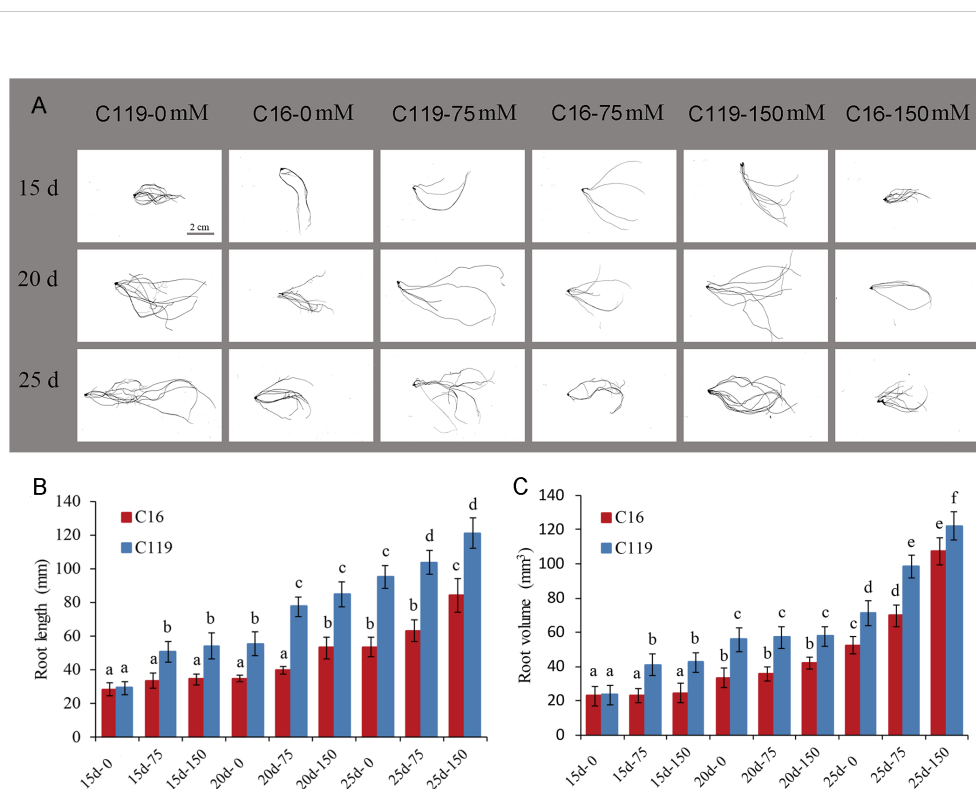 A
C119-0 mM C16-0 mM C119-75 mM C16-75 mM C119-150 mM C16-150 mM
15 d
2 cm
20 d
25 d
B
140
120
100
80
60
40
20
0
Root length (mm)
C16
C119
a a a b a b a b a c b c b c b d c d
15d- 0 15d-75 15d-150 20d- 0 20d-75 20d-150 25d- 0 25d-75 25d-150
C
140
120
100
80
60
40
20
0
Root volume (mm³)
C16
C119
a a a b a b b c b c b c c d d e e f
15d- 0 15d-75 15d-150 20d-0 20d-75 20d-150 25d- 0 25d-75 25d-150